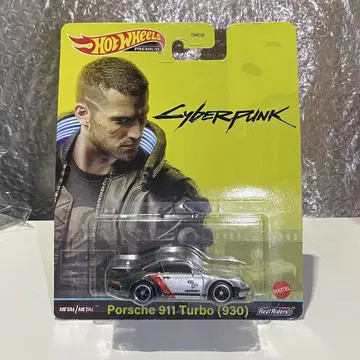 HOT WHEELS
PREMIUM
CYBERPUNK
Porsche 911 Turbo (930)
METAL/METAL
MATTEL
Real Riders